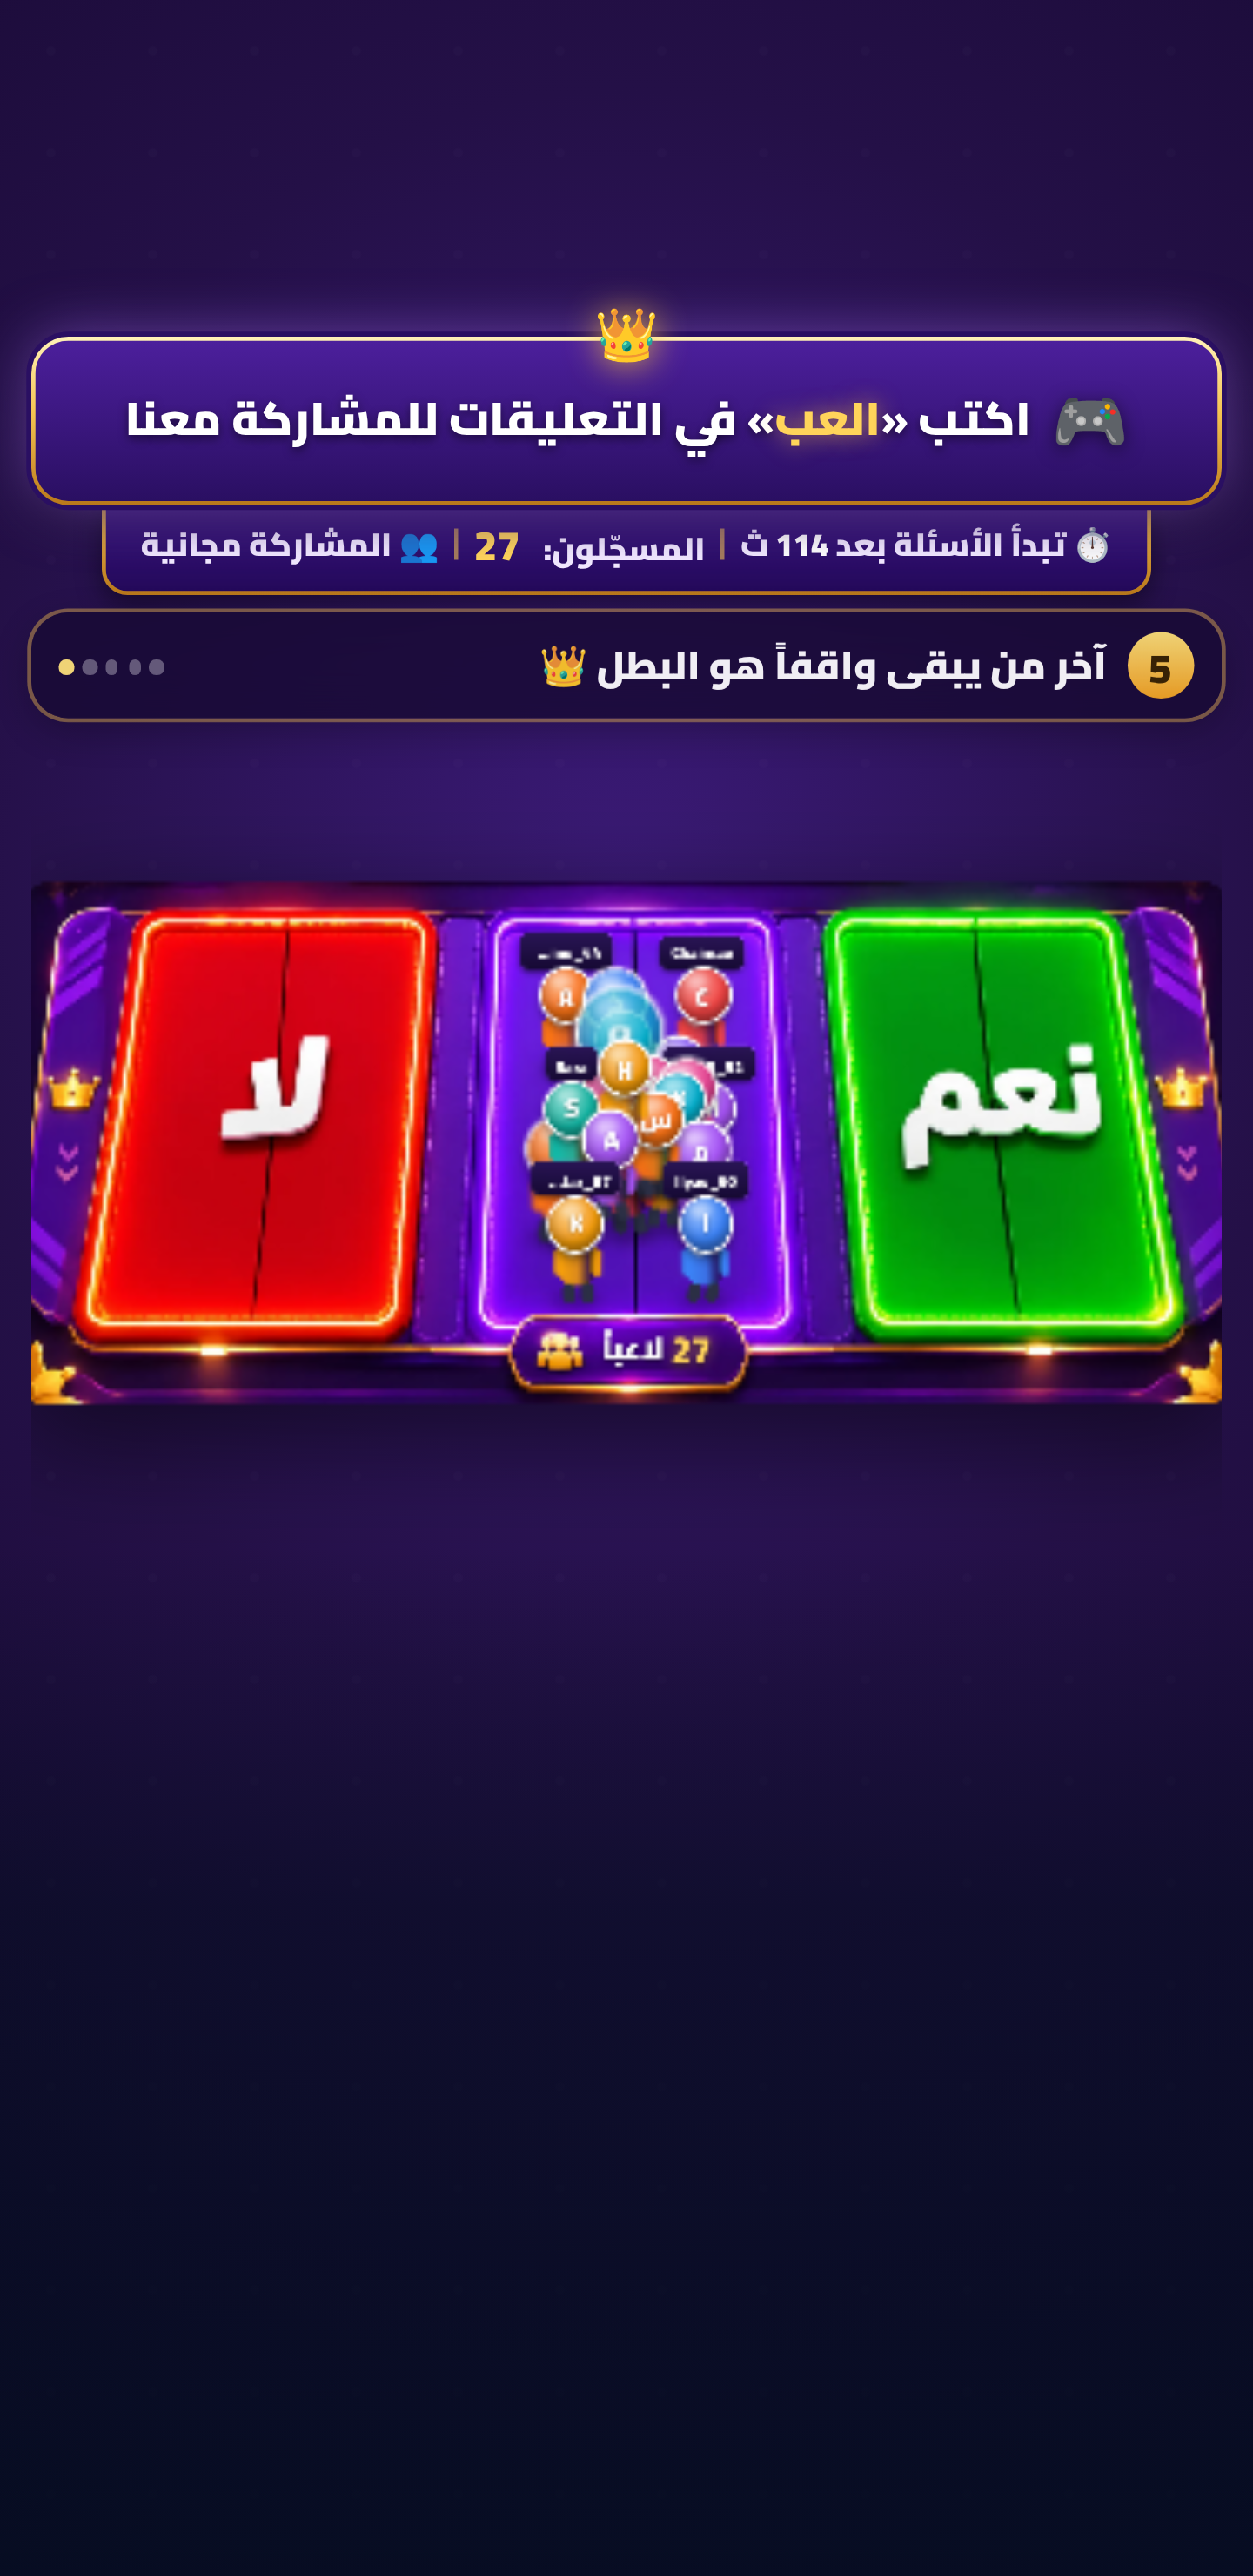 اكتب «العب» في التعليقات للمشاركة معنا
تبدأ الأسئلة بعد 114 ث | المسجّلون: 27 | المشاركة مجانية
5 آخر من يبقى واقفاً هو البطل
نعم
لا
Chaimae
A
C
H
S
س
A
D
K
I
27 لاعباً